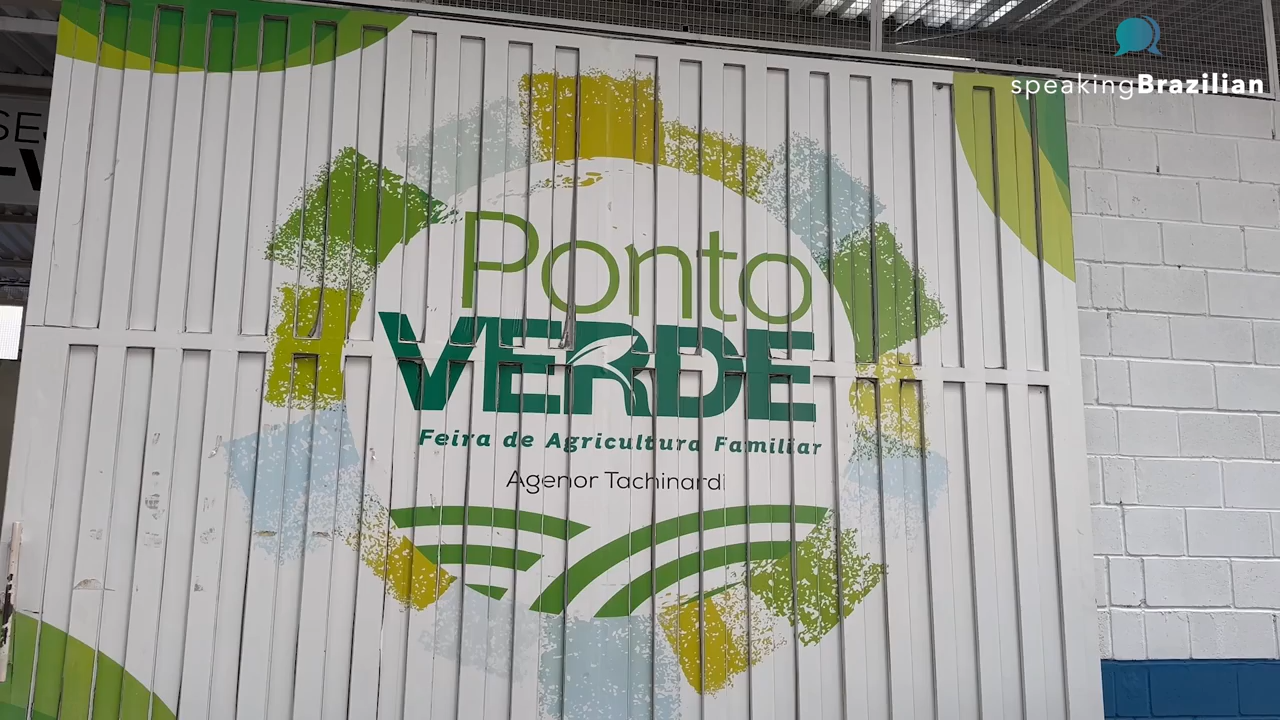 speakingBrazilian
Ponto
VERDE
Feira de Agricultura Familiar
Agenor Tachinardi